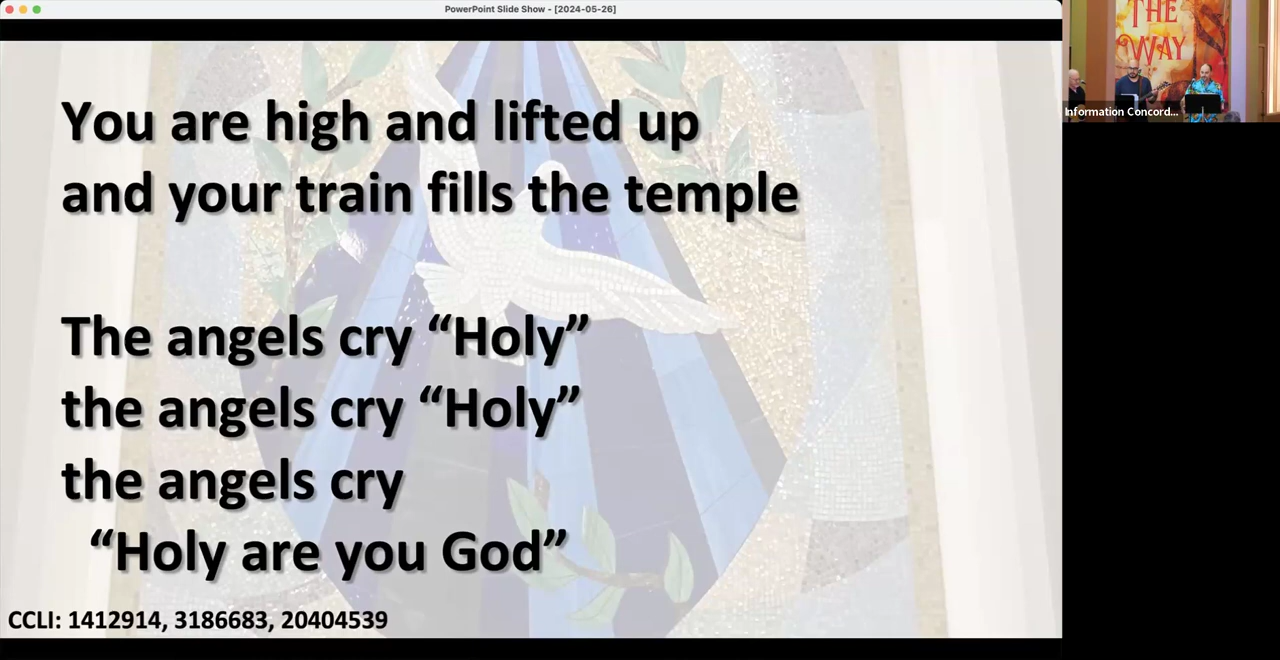 PowerPoint Slide Show - [2024-05-26]
You are high and lifted up
and your train fills the temple
The angels cry “Holy”
the angels cry “Holy”
the angels cry
“Holy are you God”
CCLI: 1412914, 3186683, 20404539
THE
WAY
Information Concord...